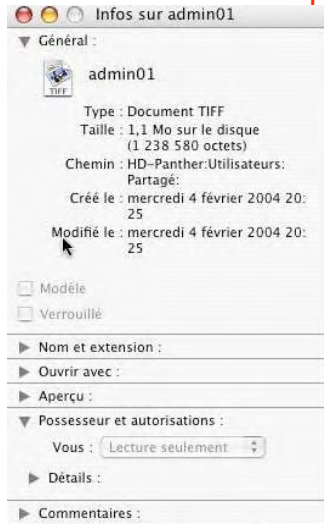 Infos sur admin01
Général :
TIFF
admin01
Type : Document TIFF
Taille : 1,1 Mo sur le disque
(1 238 580 octets)
Chemin : HD-Panther:Utilisateurs:
Partagé:
Créé le : mercredi 4 février 2004 20:
25
Modifié le : mercredi 4 février 2004 20:
25
Modèle
Verrouillé
Nom et extension :
Ouvrir avec :
Aperçu :
Possesseur et autorisations :
Vous : Lecture seulement
Détails :
Commentaires :